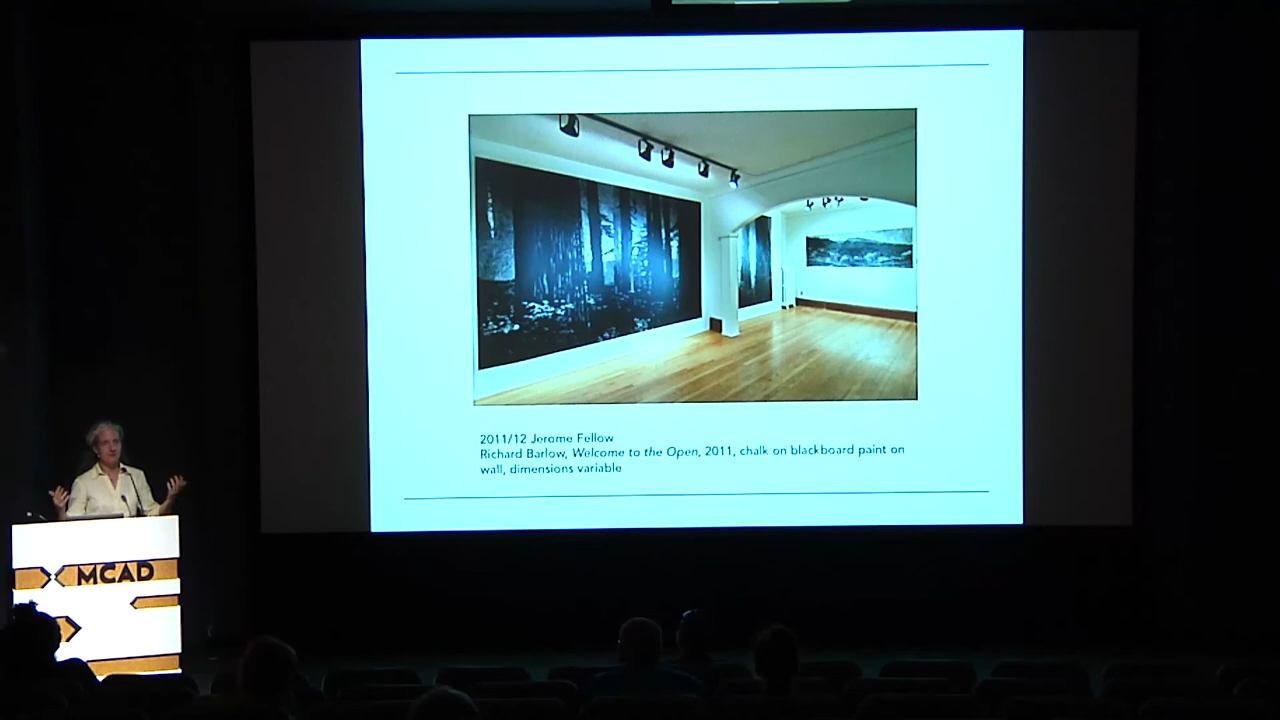 2011/12 Jerome Fellow
Richard Barlow, Welcome to the Open, 2011, chalk on blackboard paint on
wall, dimensions variable
MCAD